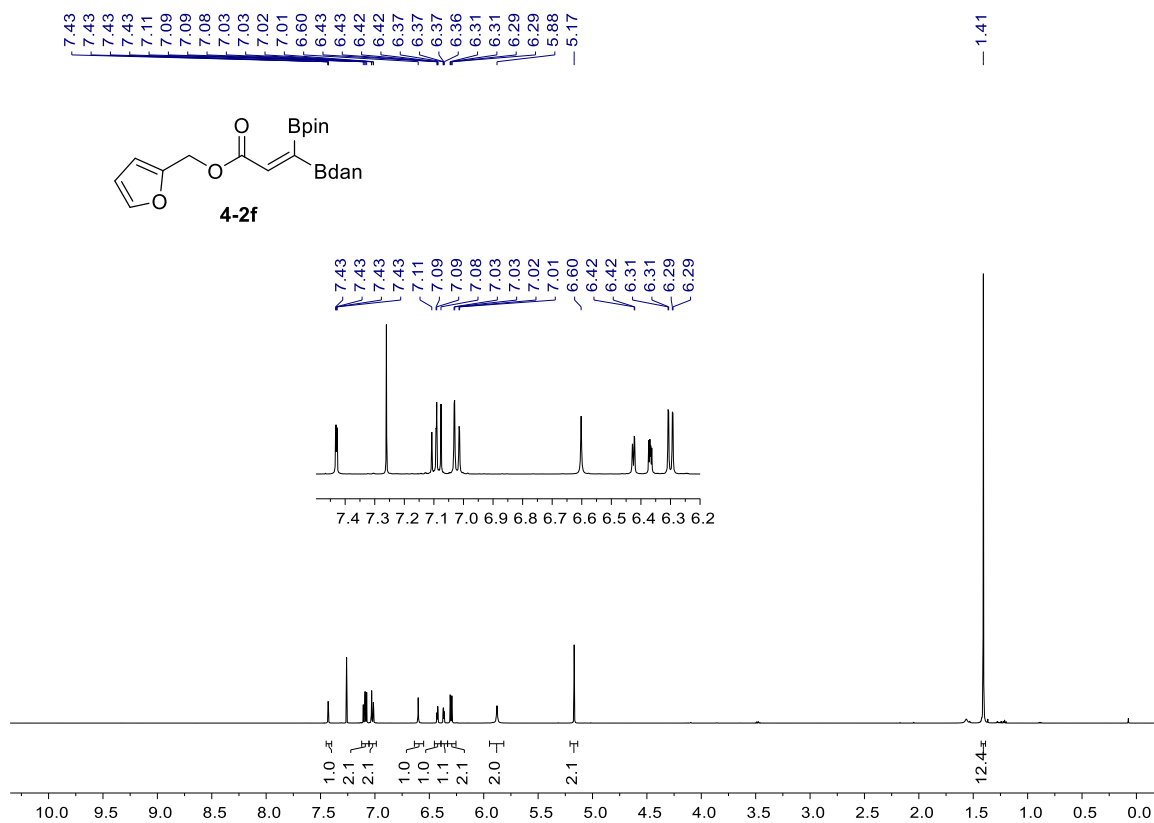 7.43 7.43 7.43 7.43 7.11 7.09 7.09 7.08 7.03 7.03 7.02 7.01 6.60 6.43 6.43 6.42 6.42 6.37 6.37 6.37 6.36 6.31 6.31 6.29 6.29 5.88 5.17 1.41
O
Bpin
O
Bdan
O
4-2f
7.43 7.43 7.43 7.43 7.11 7.09 7.09 7.08 7.03 7.03 7.02 7.01 6.60 6.42 6.42 6.31 6.31 6.29 6.29
7.4 7.3 7.2 7.1 7.0 6.9 6.8 6.7 6.6 6.5 6.4 6.3 6.2
1.0 2.1 2.1 1.0 1.0 1.1 2.1 2.0 2.1 12.4
10.0 9.5 9.0 8.5 8.0 7.5 7.0 6.5 6.0 5.5 5.0 4.5 4.0 3.5 3.0 2.5 2.0 1.5 1.0 0.5 0.0